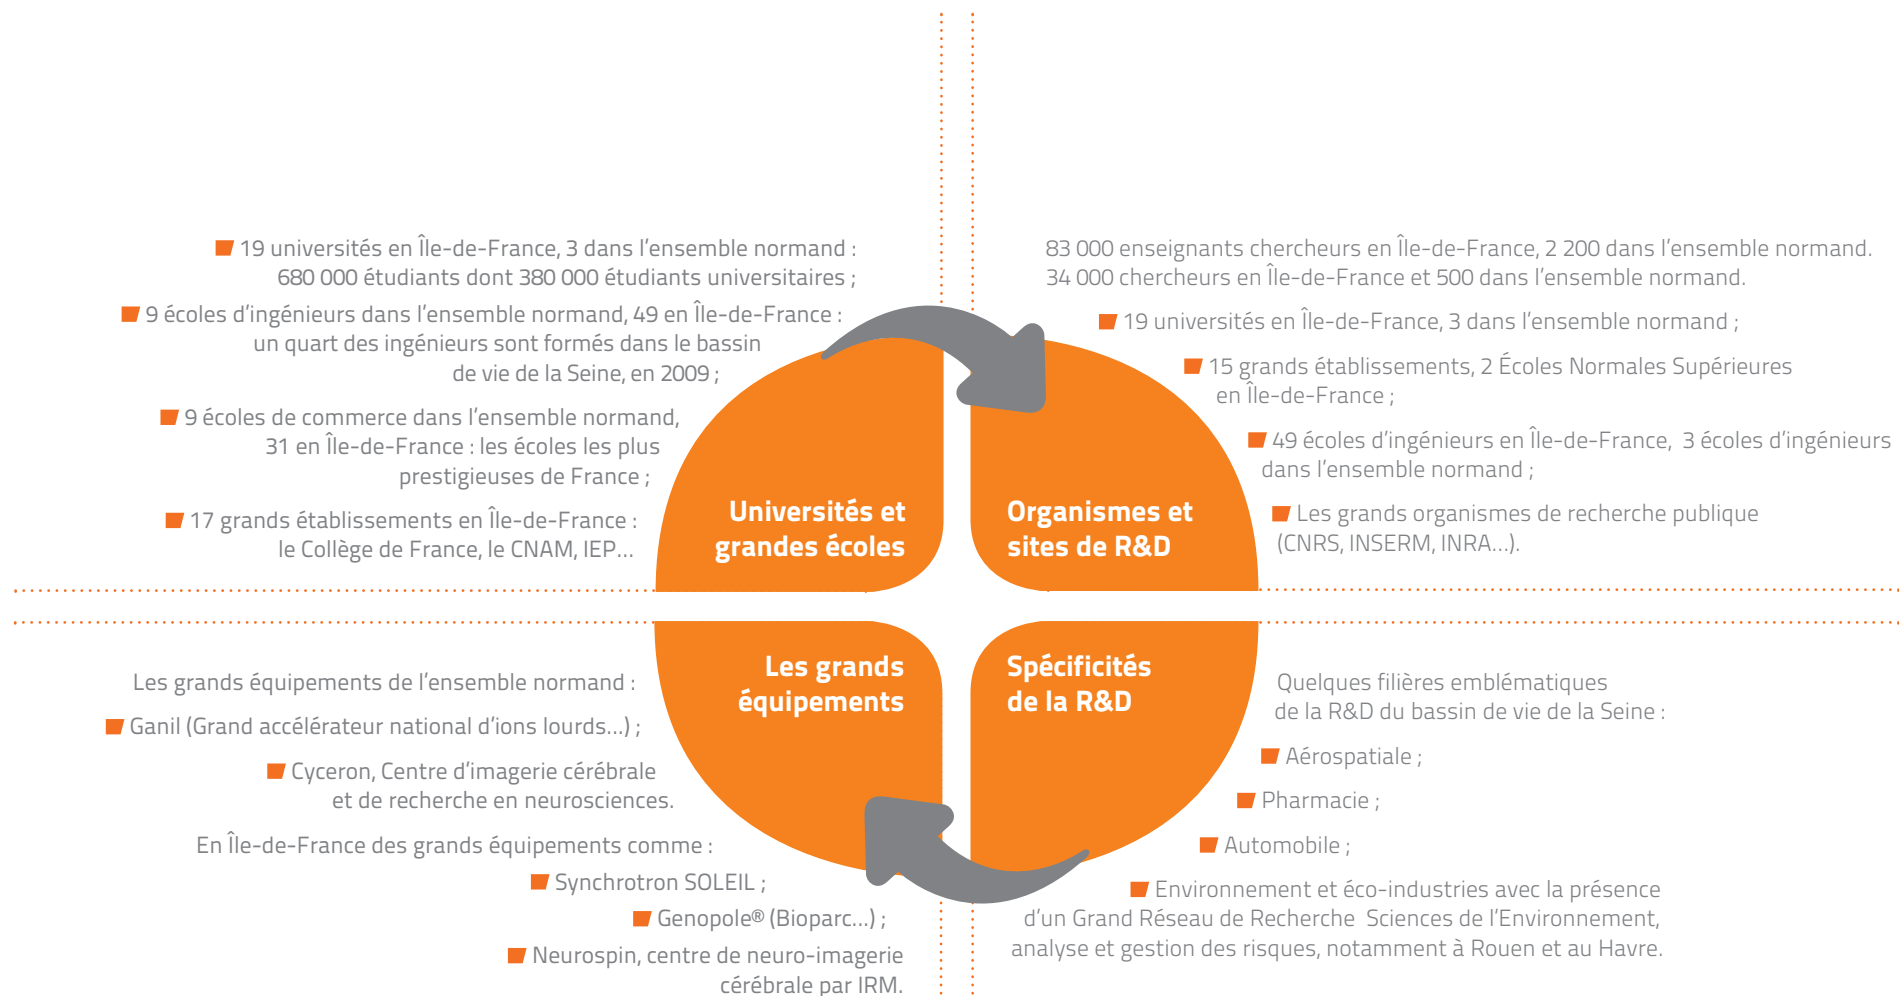 19 universités en Île-de-France, 3 dans l’ensemble normand :
680 000 étudiants dont 380 000 étudiants universitaires ;
9 écoles d’ingénieurs dans l’ensemble normand, 49 en Île-de-France :
un quart des ingénieurs sont formés dans le bassin
de vie de la Seine, en 2009 ;
9 écoles de commerce dans l’ensemble normand,
31 en Île-de-France : les écoles les plus
prestigieuses de France ;
17 grands établissements en Île-de-France :
le Collège de France, le CNAM, IEP...
Universités et
grandes écoles
83 000 enseignants chercheurs en Île-de-France, 2 200 dans l’ensemble normand.
34 000 chercheurs en Île-de-France et 500 dans l’ensemble normand.
19 universités en Île-de-France, 3 dans l’ensemble normand ;
15 grands établissements, 2 Écoles Normales Supérieures
en Île-de-France ;
49 écoles d’ingénieurs en Île-de-France, 3 écoles d’ingénieurs
dans l’ensemble normand ;
Les grands organismes de recherche publique
(CNRS, INSERM, INRA...).
Organismes et
sites de R&D
Les grands
équipements
Les grands équipements de l’ensemble normand :
Ganil (Grand accélérateur national d’ions lourds...) ;
Cyceron, Centre d’imagerie cérébrale
et de recherche en neurosciences.
En Île-de-France des grands équipements comme :
Synchrotron SOLEIL ;
Genopole® (Bioparc...) ;
Neurospin, centre de neuro-imagerie
cérébrale par IRM.
Spécificités
de la R&D
Quelques filières emblématiques
de la R&D du bassin de vie de la Seine :
Aérospatiale ;
Pharmacie ;
Automobile ;
Environnement et éco-industries avec la présence
d’un Grand Réseau de Recherche Sciences de l’Environnement,
analyse et gestion des risques, notamment à Rouen et au Havre.